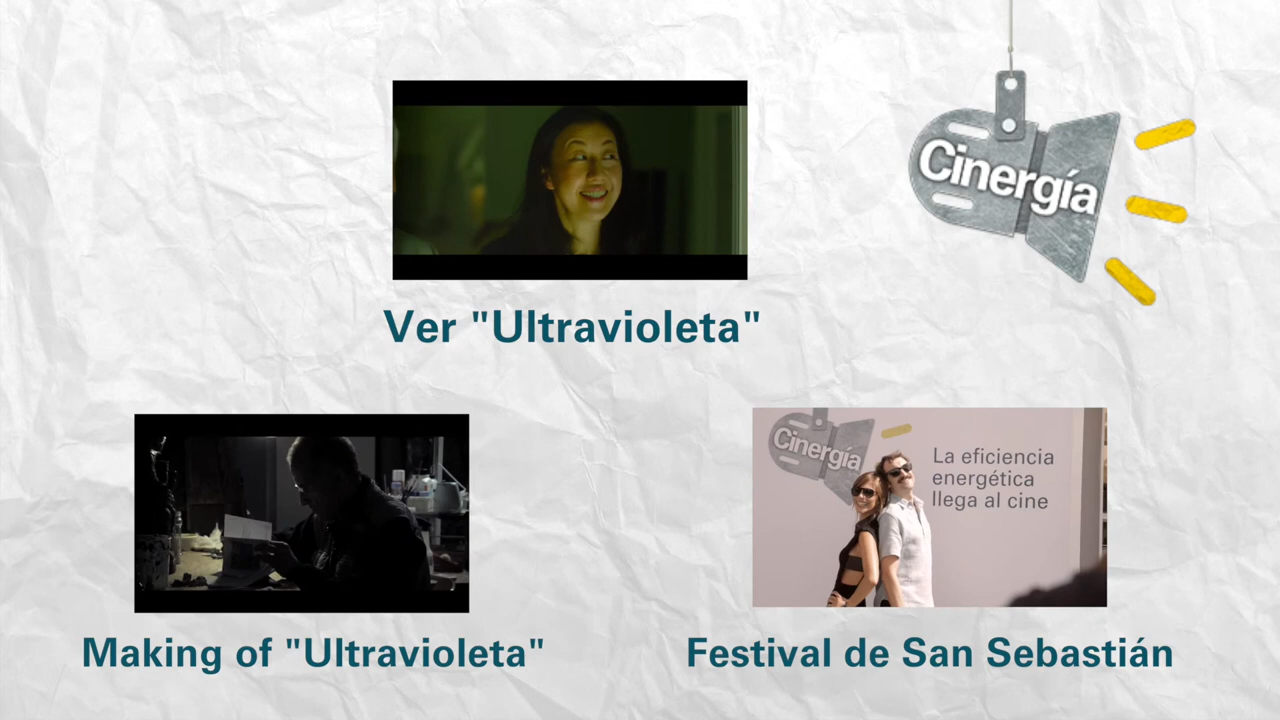 Cinergía
Ver "Ultravioleta"
Cinergía
La eficiencia
energética
llega al cine
Making of "Ultravioleta"
Festival de San Sebastián